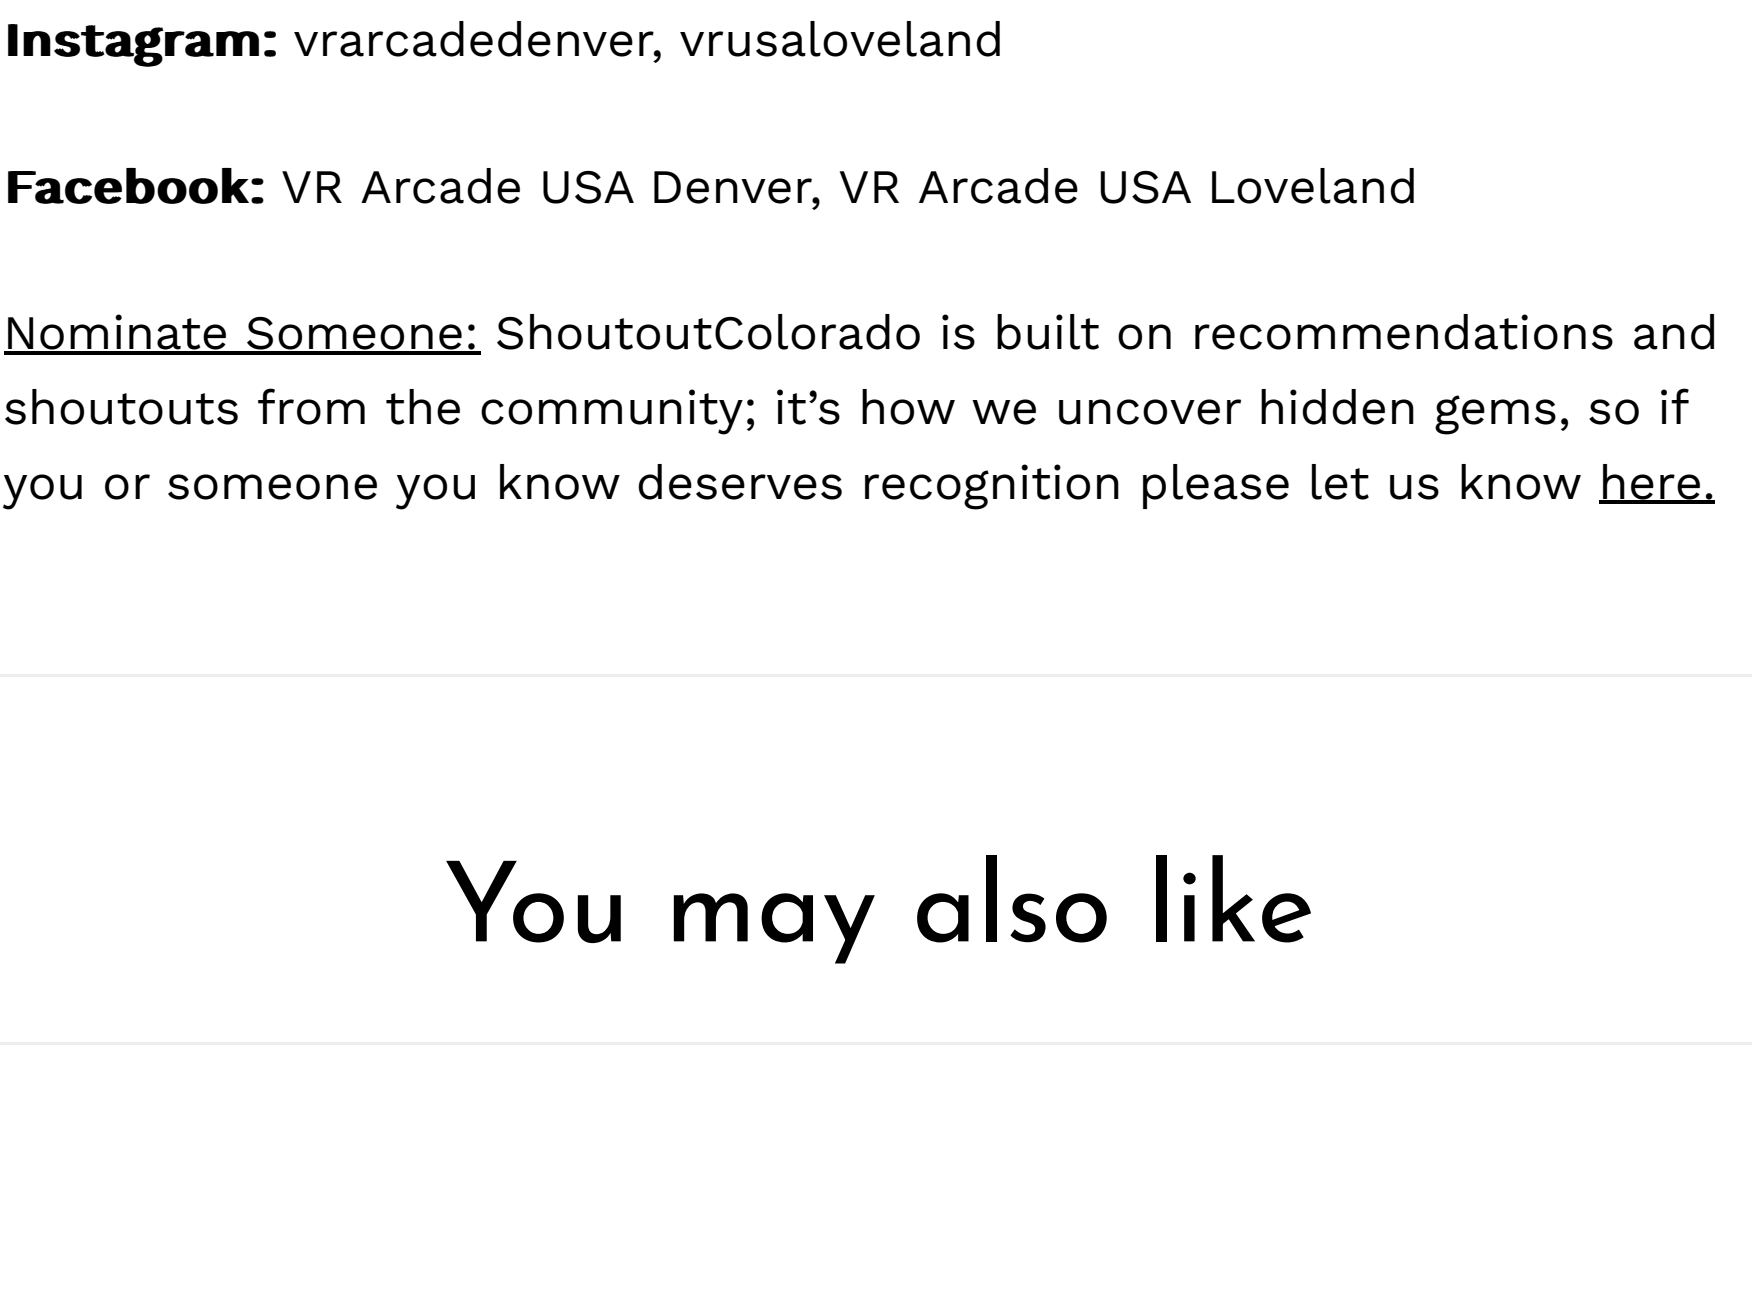 Instagram: vrarcadedenver, vrusaloveland
Facebook: VR Arcade USA Denver, VR Arcade USA Loveland
Nominate Someone: ShoutoutColorado is built on recommendations and
shoutouts from the community; it’s how we uncover hidden gems, so if
you or someone you know deserves recognition please let us know here.
You may also like